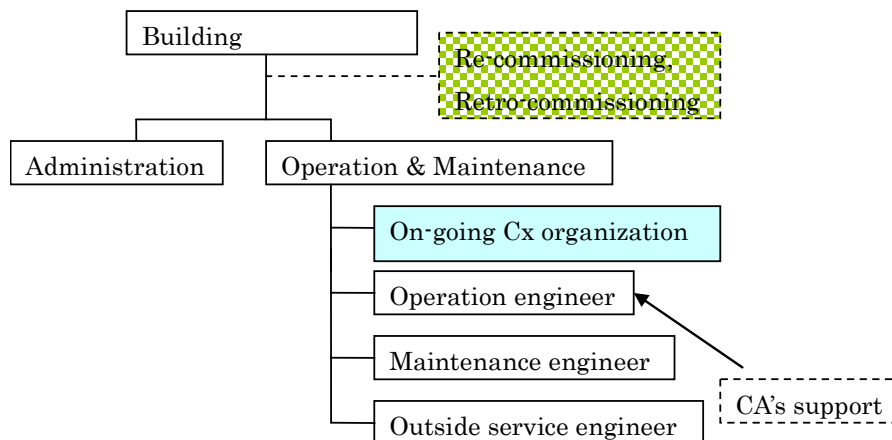 Building
Re-commissioning,
Retro-commissioning
Administration
Operation & Maintenance
On-going Cx organization
Operation engineer
Maintenance engineer
CA's support
Outside service engineer